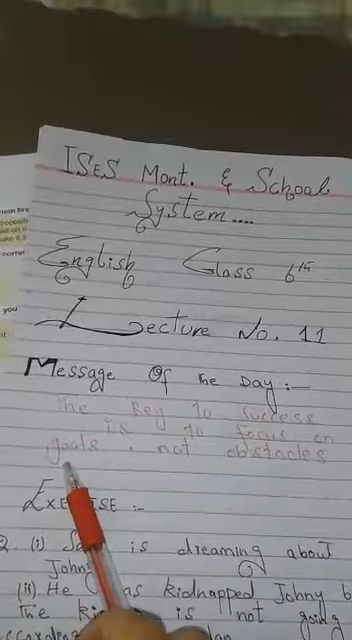 ISES Mont. & School
System....
English Class 6th
Lecture No. 11
Message Of the Day :-
The key to success
is to focus on
goals. not obstacles
Exercise :-
2. (i) is dreaming about
John
(ii) He has kidnapped Johny b
The is not going
you